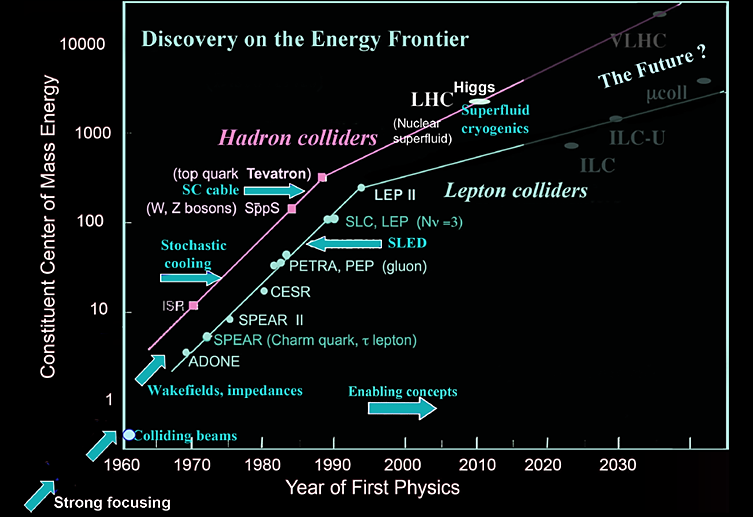 Discovery on the Energy Frontier
Constituent Center of Mass Energy
10000
1000
100
10
1
VLHC
The Future ?
Higgs
LHC
Superfluid
cryogenics
(Nuclear
superfluid)
μcoll
ILC-U
ILC
Hadron colliders
(top quark Tevatron)
SC cable
LEP II
Lepton colliders
(W, Z bosons) Sp̄pS
SLC, LEP (Nν =3)
Stochastic
cooling
SLED
PETRA, PEP (gluon)
CESR
ISR
SPEAR II
SPEAR (Charm quark, τ lepton)
ADONE
Wakefields, impedances
Enabling concepts
Colliding beams
1960 1970 1980 1990 2000 2010 2020 2030
Year of First Physics
Strong focusing